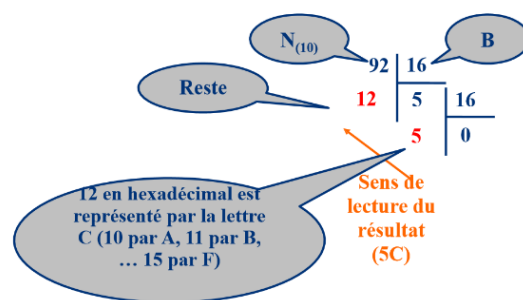 N(10)
B
92 16
Reste
12 5 16
5 0
12 en hexadécimal est
représenté par la lettre
C (10 par A, 11 par B,
… 15 par F)
Sens de
lecture du
résultat
(5C)